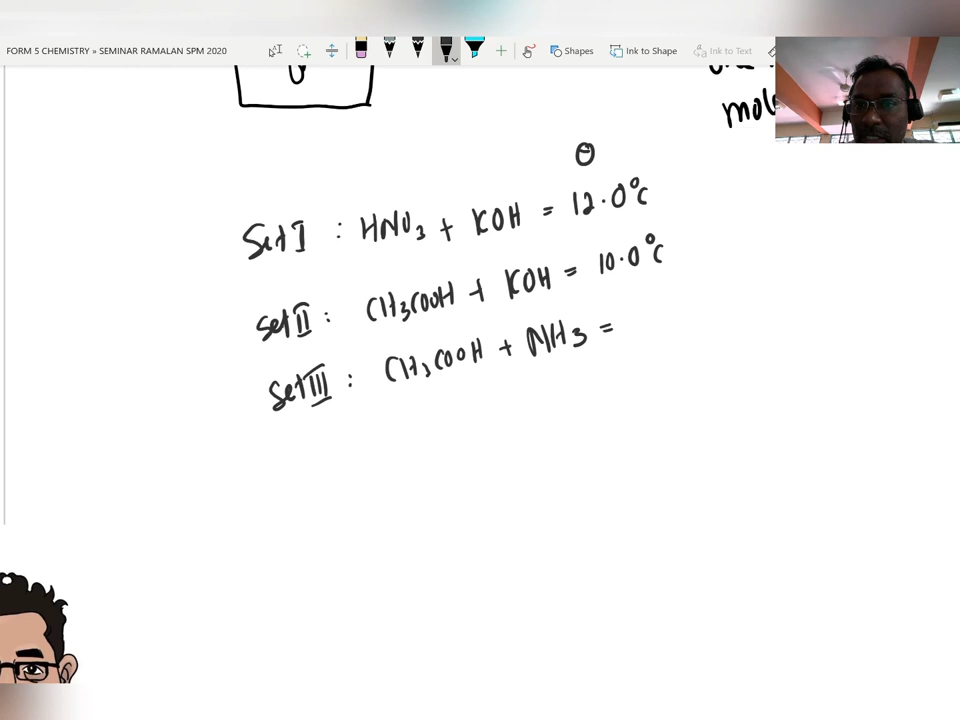 FORM 5 CHEMISTRY » SEMINAR RAMALAN SPM 2020
Shapes
Ink to Shape
Ink to Text
mol
θ
Set I : HNO₃ + KOH = 12.0°C
Set II : CH₃COOH + KOH = 10.0°C
Set III : CH₃COOH + NH₃ =